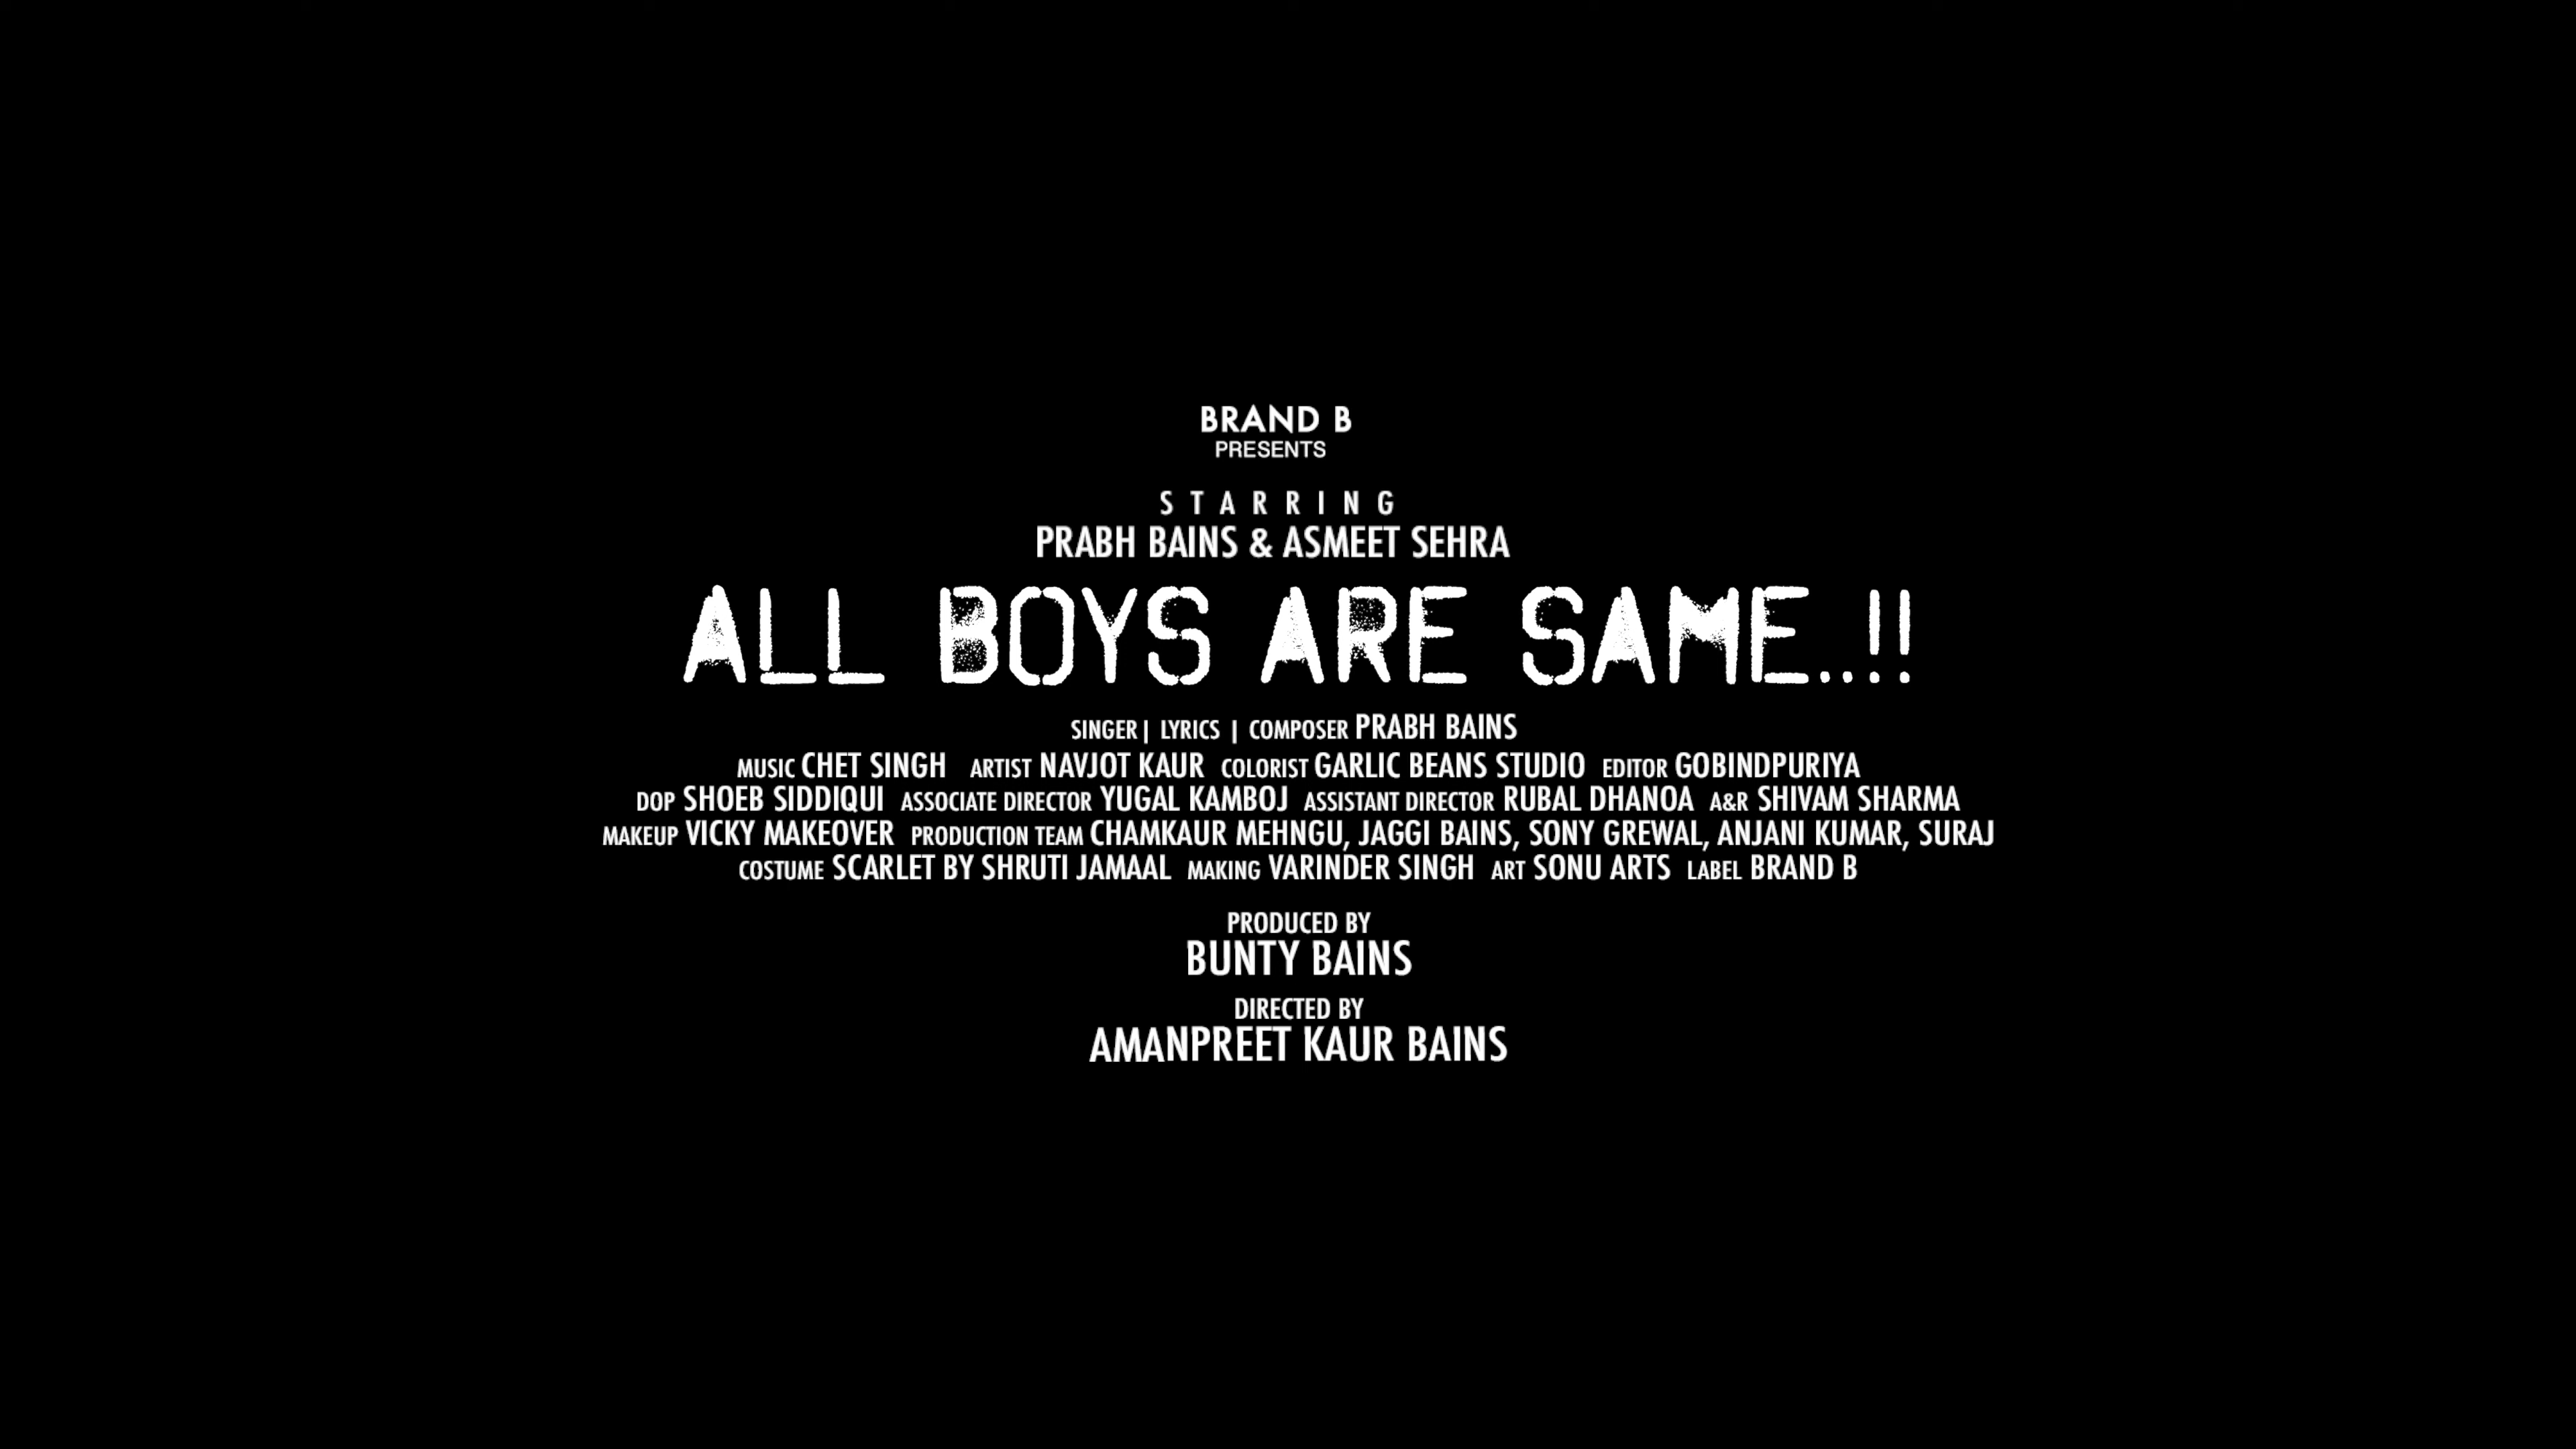 BRAND B
PRESENTS
STARRING
PRABH BAINS & ASMEET SEHRA
ALL BOYS ARE SAME..!!
SINGER | LYRICS | COMPOSER PRABH BAINS
MUSIC CHET SINGH ARTIST NAVJOT KAUR COLORIST GARLIC BEANS STUDIO EDITOR GOBINDPURIYA
DOP SHOEB SIDDIQUI ASSOCIATE DIRECTOR YUGAL KAMBOJ ASSISTANT DIRECTOR RUBAL DHANOA A&R SHIVAM SHARMA
MAKEUP VICKY MAKEOVER PRODUCTION TEAM CHAMKAUR MEHNGU, JAGGI BAINS, SONY GREWAL, ANJANI KUMAR, SURAJ
COSTUME SCARLET BY SHRUTI JAMAAL MAKING VARINDER SINGH ART SONU ARTS LABEL BRAND B
PRODUCED BY
BUNTY BAINS
DIRECTED BY
AMANPREET KAUR BAINS